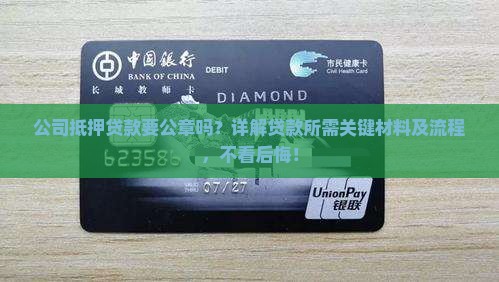 中国银行
BANK OF CHINA
DEBIT
市民健康卡
Civil Health Card
长城教师卡
DIAMOND
公司抵押贷款要公章吗？详解贷款所需关键材料及流程
，不看后悔！
623586
07/27
UnionPay
银联